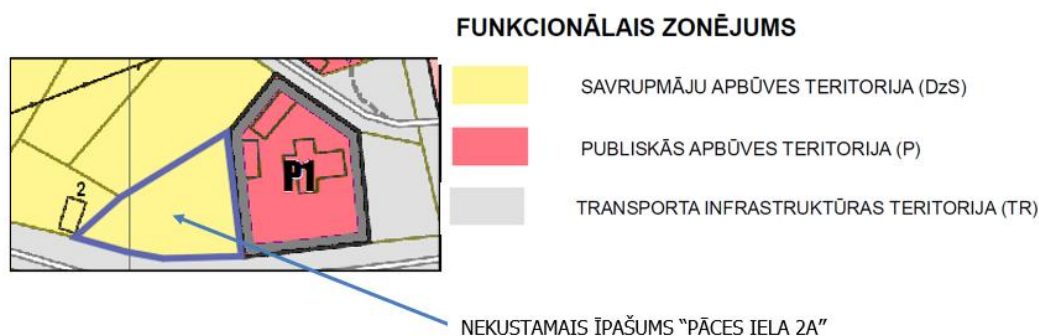 FUNKCIONĀLAIS ZONĒJUMS
SAVRUPMĀJU APBŪVES TERITORIJA (DzS)
PUBLISKĀS APBŪVES TERITORIJA (P)
TRANSPORTA INFRASTRUKTŪRAS TERITORIJA (TR)
P1
2
NEKUSTAMAIS ĪPAŠUMS "PĀCES IELA 2A"